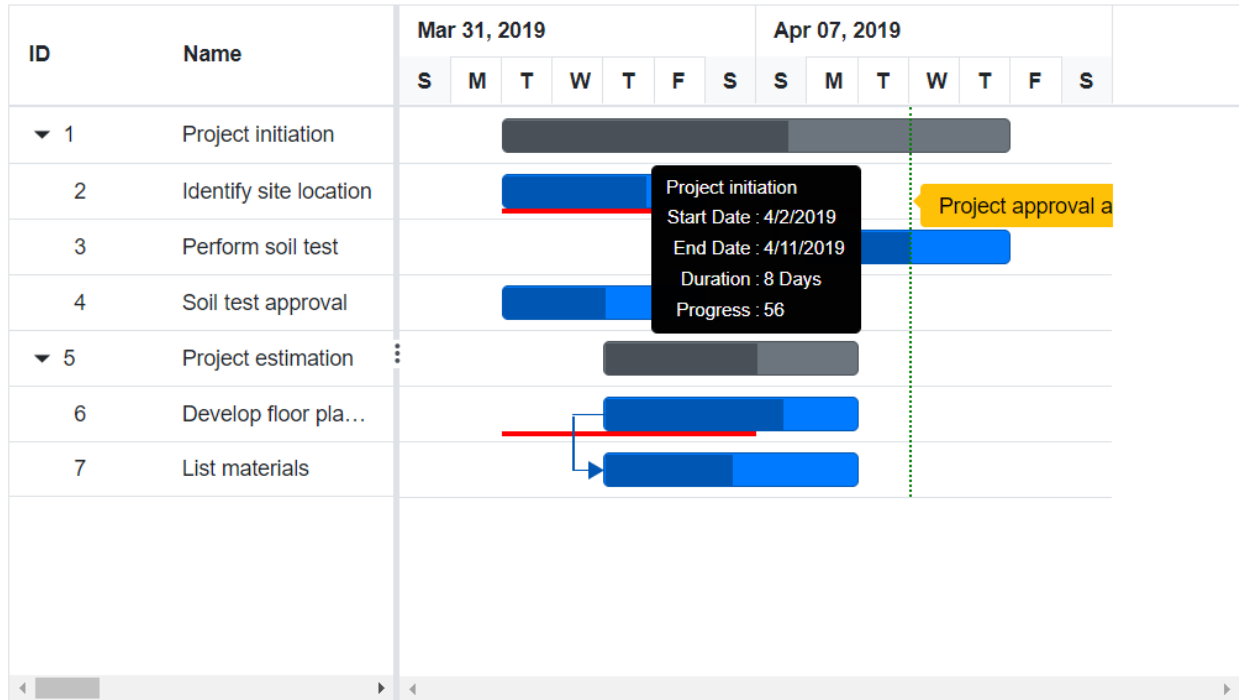 ID Name Mar 31, 2019 Apr 07, 2019
S M T W T F S S M T W T F S
1 Project initiation
2 Identify site location
3 Perform soil test
4 Soil test approval
5 Project estimation
6 Develop floor pla...
7 List materials
Project initiation
Start Date : 4/2/2019
End Date : 4/11/2019
Duration : 8 Days
Progress : 56
Project approval a